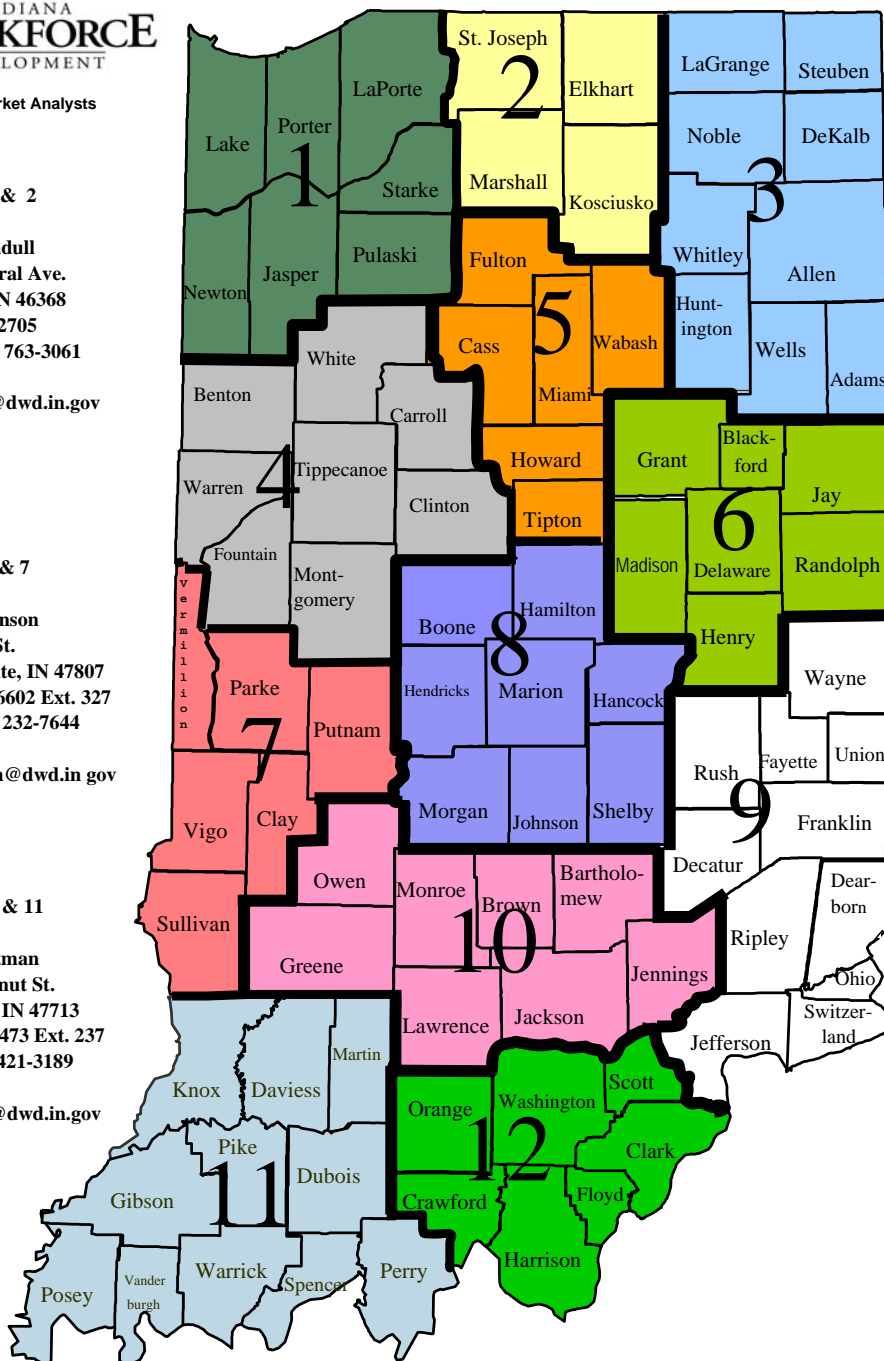 DIANA
KFORCE
LOPMENT
rket Analysts
& 2
dull
ral Ave.
N 46368
2705
763-3061
@dwd.in.gov
& 7
nson
St.
te, IN 47807
6602 Ext. 327
232-7644
n@dwd.in gov
& 11
tman
nut St.
IN 47713
473 Ext. 237
421-3189
@dwd.in.gov
1
Lake
Porter
LaPorte
Starke
Newton
Jasper
Pulaski
2
St. Joseph
Elkhart
Marshall
Kosciusko
3
LaGrange
Steuben
Noble
DeKalb
Whitley
Allen
Hunt-
ington
Wells
Adams
4
White
Benton
Carroll
Warren
Tippecanoe
Clinton
Fountain
Mont-
gomery
5
Fulton
Cass
Wabash
Miami
Howard
Tipton
6
Grant
Black-
ford
Jay
Madison
Delaware
Randolph
Henry
7
Vermillion
Parke
Putnam
Vigo
Clay
Sullivan
8
Boone
Hamilton
Hendricks
Marion
Hancock
Morgan
Johnson
Shelby
9
Wayne
Rush
Fayette
Union
Franklin
Decatur
Dear-
born
Ripley
Ohio
Switzer-
land
Jefferson
10
Owen
Monroe
Brown
Bartholo-
mew
Greene
Jennings
Lawrence
Jackson
11
Knox
Daviess
Martin
Pike
Dubois
Gibson
Posey
Vander
burgh
Warrick
Spencer
Perry
12
Orange
Washington
Scott
Clark
Crawford
Floyd
Harrison